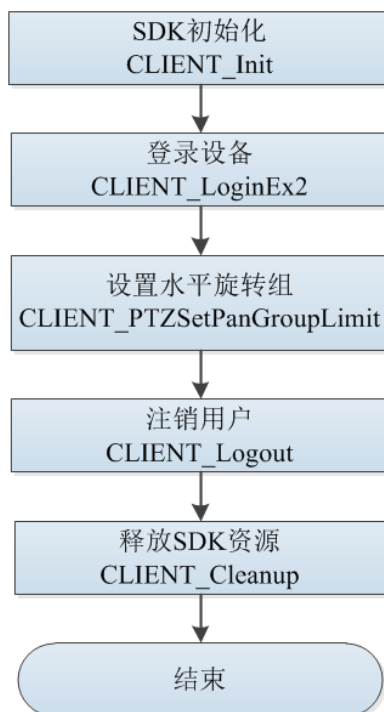 SDK初始化
CLIENT_Init
登录设备
CLIENT_LoginEx2
设置水平旋转组
CLIENT_PTZSetPanGroupLimit
注销用户
CLIENT_Logout
释放SDK资源
CLIENT_Cleanup
结束